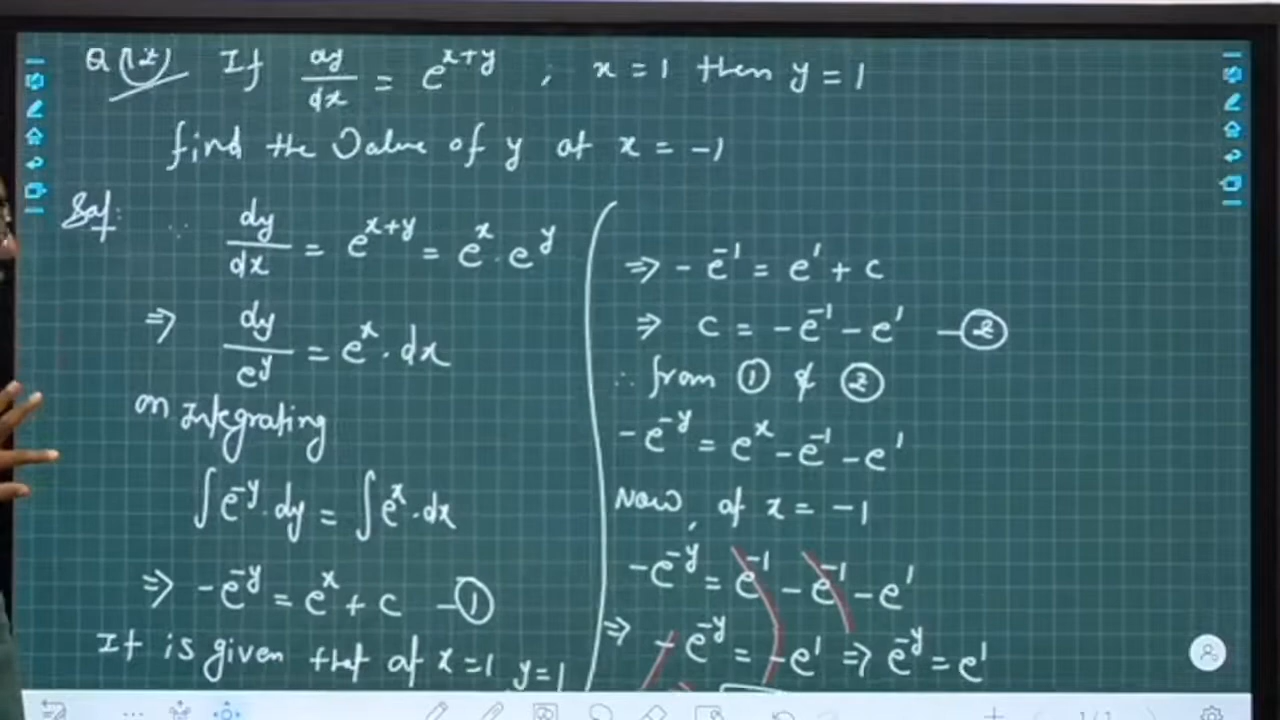 Q (12) If dy/dx = e^{x+y} ; x = 1 then y = 1
find the Value of y at x = -1
Sol: ∵ dy/dx = e^{x+y} = e^x · e^y
⇒ dy/e^y = e^x · dx
on Integrating
∫ e^{-y} · dy = ∫ e^x · dx
⇒ -e^{-y} = e^x + c —①
It is given that at x=1 y=1
⇒ -e^{-1} = e^1 + c
⇒ c = -e^{-1} - e^1 —②
∴ from ① & ②
-e^{-y} = e^x - e^{-1} - e^1
Now, at x = -1
-e^{-y} = e^{-1} - e^{-1} - e^1
⇒ -e^{-y} = -e^1 ⇒ e^{-y} = e^1